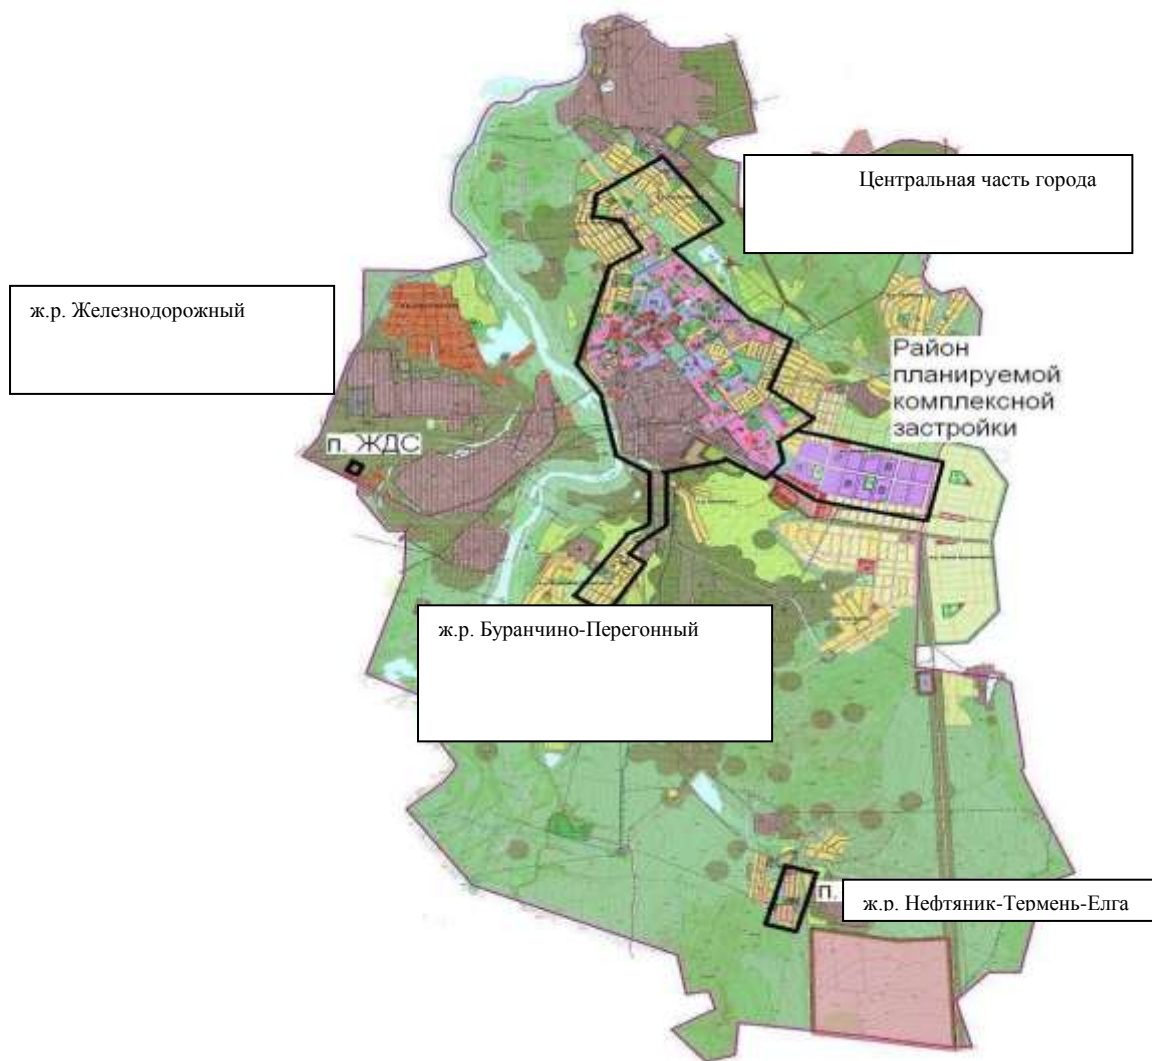 Центральная часть города
ж.р. Железнодорожный
Район
планируемой
комплексной
застройки
п. ЖДС
ж.р. Буранчино-Перегонный
п.
ж.р. Нефтяник-Термень-Елга